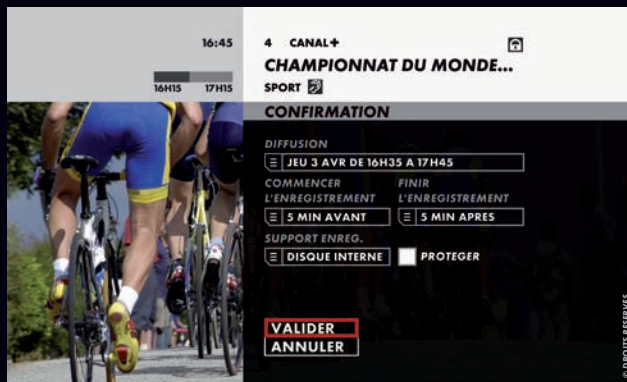 16:45
16H15 17H15
4 CANAL+
CHAMPIONNAT DU MONDE...
SPORT
CONFIRMATION
DIFFUSION
JEU 3 AVR DE 16H35 A 17H45
COMMENCER L'ENREGISTREMENT
5 MIN AVANT
FINIR L'ENREGISTREMENT
5 MIN APRES
SUPPORT ENREG.
DISQUE INTERNE
PROTEGER
VALIDER
ANNULER
© DROITS RESERVES